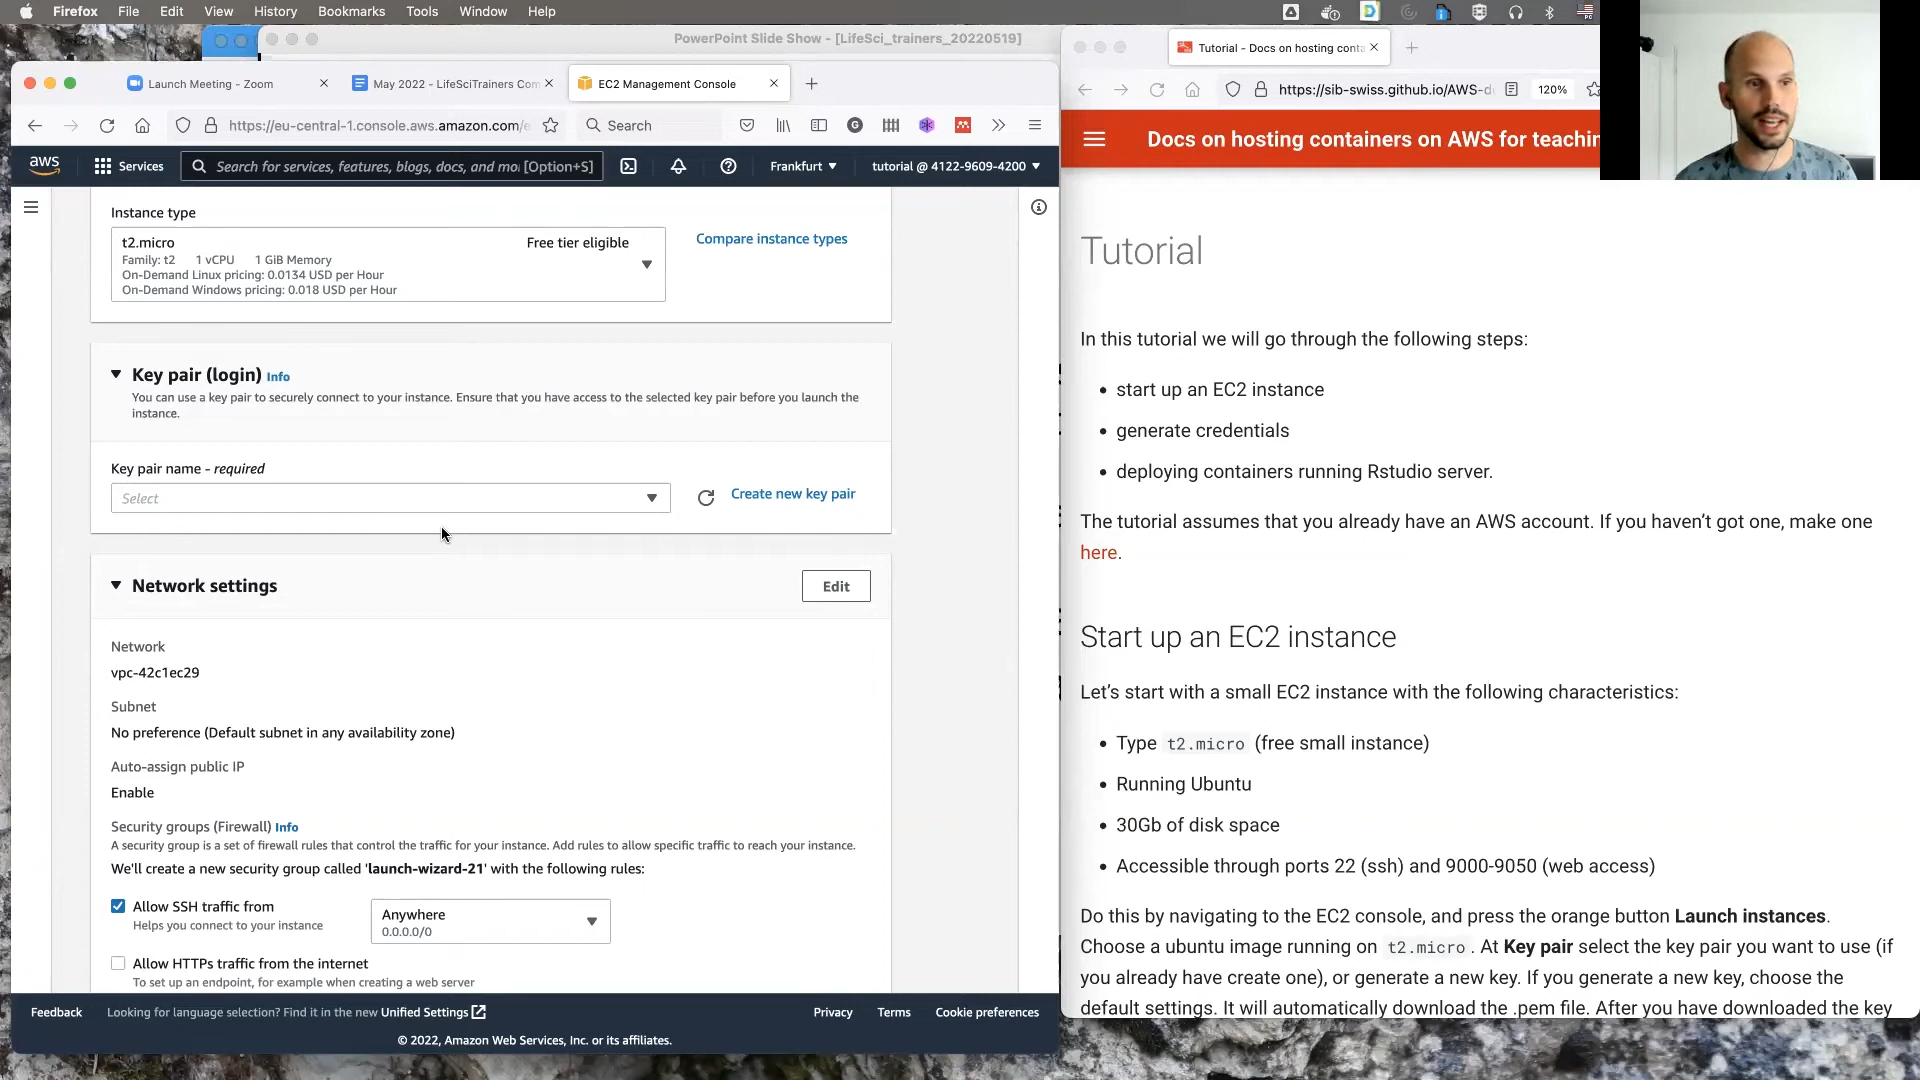 Firefox File Edit View History Bookmarks Tools Window Help
PowerPoint Slide Show - [LifeSci_trainers_20220519]
Launch Meeting - Zoom
May 2022 - LifeSciTrainers Com
EC2 Management Console
https://eu-central-1.console.aws.amazon.com/e
Search
aws
Services
Search for services, features, blogs, docs, and mo [Option+S]
Frankfurt
tutorial @ 4122-9609-4200
Instance type
t2.micro
Free tier eligible
Family: t2 1 vCPU 1 GiB Memory
On-Demand Linux pricing: 0.0134 USD per Hour
On-Demand Windows pricing: 0.018 USD per Hour
Compare instance types
Key pair (login) Info
You can use a key pair to securely connect to your instance. Ensure that you have access to the selected key pair before you launch the
instance.
Key pair name - required
Select
Create new key pair
Network settings
Edit
Network
vpc-42c1ec29
Subnet
No preference (Default subnet in any availability zone)
Auto-assign public IP
Enable
Security groups (Firewall) Info
A security group is a set of firewall rules that control the traffic for your instance. Add rules to allow specific traffic to reach your instance.
We'll create a new security group called 'launch-wizard-21' with the following rules:
Allow SSH traffic from
Helps you connect to your instance
Anywhere
0.0.0.0/0
Allow HTTPs traffic from the internet
To set up an endpoint, for example when creating a web server
Feedback
Looking for language selection? Find it in the new Unified Settings
Privacy
Terms
Cookie preferences
© 2022, Amazon Web Services, Inc. or its affiliates.
Tutorial - Docs on hosting conta
https://sib-swiss.github.io/AWS-d
120%
Docs on hosting containers on AWS for teachin
Tutorial
In this tutorial we will go through the following steps:
• start up an EC2 instance
• generate credentials
• deploying containers running Rstudio server.
The tutorial assumes that you already have an AWS account. If you haven't got one, make one
here.
Start up an EC2 instance
Let's start with a small EC2 instance with the following characteristics:
• Type t2.micro (free small instance)
• Running Ubuntu
• 30Gb of disk space
• Accessible through ports 22 (ssh) and 9000-9050 (web access)
Do this by navigating to the EC2 console, and press the orange button Launch instances.
Choose a ubuntu image running on t2.micro. At Key pair select the key pair you want to use (if
you already have create one), or generate a new key. If you generate a new key, choose the
default settings. It will automatically download the .pem file. After you have downloaded the key